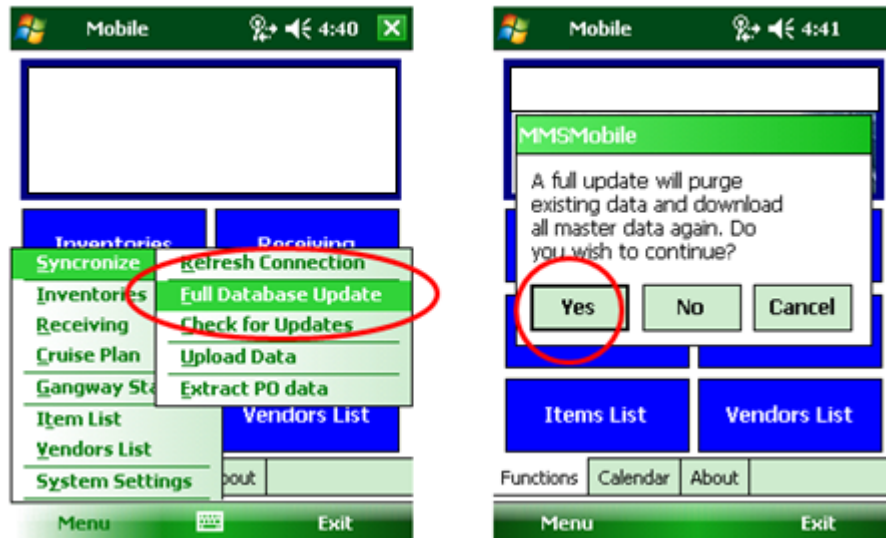 Mobile 4:40
Inventories Receiving
Syncronize
Inventories
Receiving
Cruise Plan
Gangway Sta
Item List
Vendors List
System Settings
Refresh Connection
Full Database Update
Check for Updates
Upload Data
Extract PO data
Vendors List
bout
Menu Exit
Mobile 4:41
MMSMobile
A full update will purge
existing data and download
all master data again. Do
you wish to continue?
Yes No Cancel
Items List Vendors List
Functions Calendar About
Menu Exit